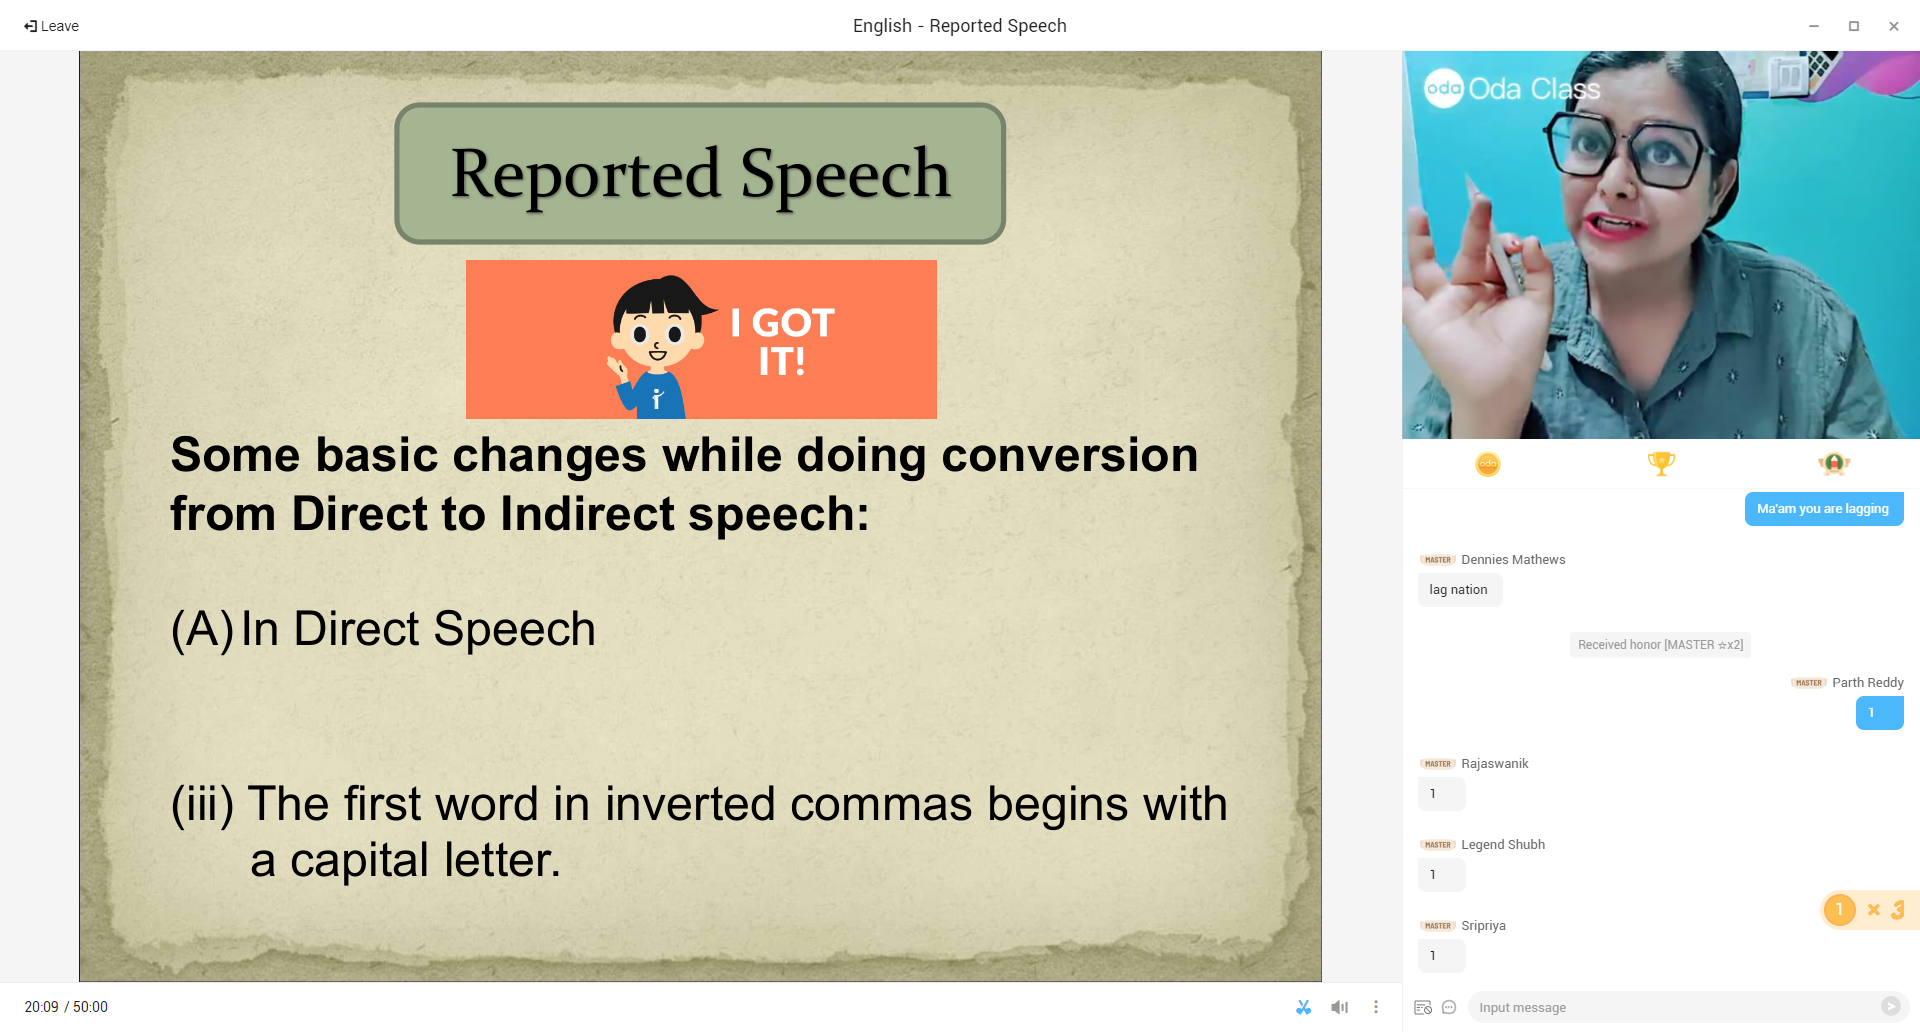 Leave
English - Reported Speech
Reported Speech
I GOT
IT!
Some basic changes while doing conversion
from Direct to Indirect speech:
(A) In Direct Speech
(iii) The first word in inverted commas begins with
a capital letter.
20:09 / 50:00
oda Oda Class
oda
Ma'am you are lagging
MASTER Dennies Mathews
lag nation
Received honor [MASTER ☆x2]
MASTER Parth Reddy
1
MASTER Rajaswanik
1
MASTER Legend Shubh
1
1 × 3
MASTER Sripriya
1
Input message